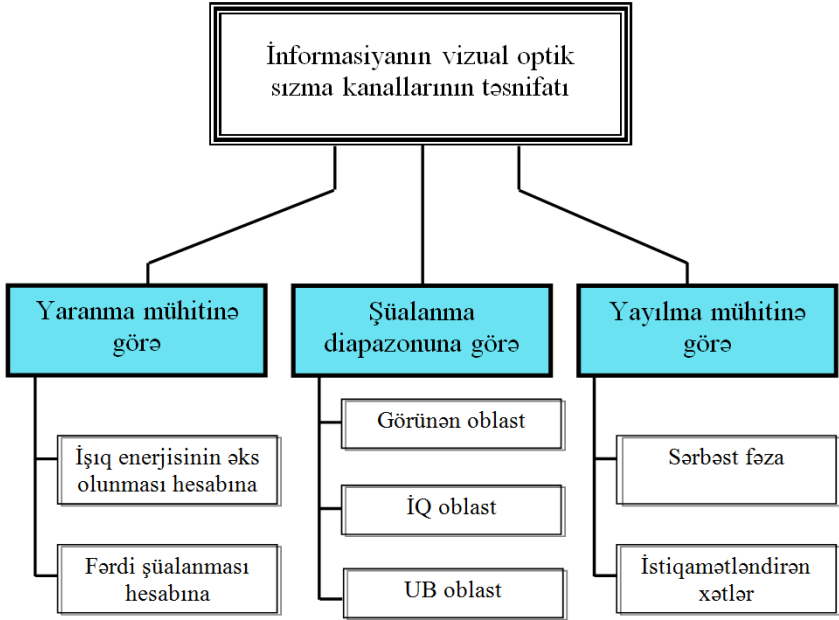 İnformasiyanın vizual optik
sızma kanallarının təsnifatı
Yaranma mühitinə
görə
İşıq enerjisinin əks
olunması hesabına
Fərdi şüalanması
hesabına
Şüalanma
diapazonuna görə
Görünən oblast
İQ oblast
UB oblast
Yayılma mühitinə
görə
Sərbəst fəza
İstiqamətləndirən
xətlər